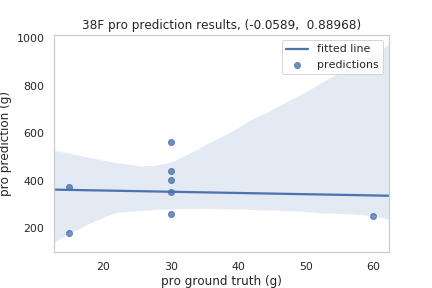 38F pro prediction results, (-0.0589,  0.88968)
fitted line
predictions
1000
800
600
400
200
pro prediction (g)
20
30
40
50
60
pro ground truth (g)